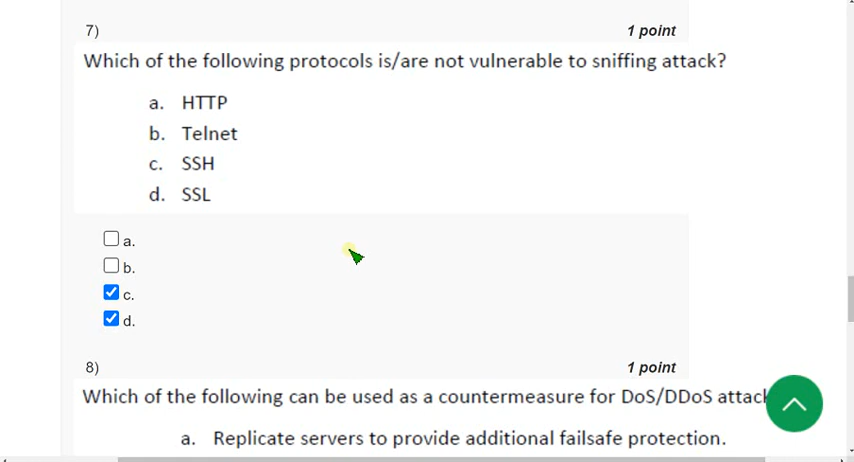 7)
1 point
Which of the following protocols is/are not vulnerable to sniffing attack?
a. HTTP
b. Telnet
c. SSH
d. SSL
a.
b.
c.
d.
8)
1 point
Which of the following can be used as a countermeasure for DoS/DDoS attack
a. Replicate servers to provide additional failsafe protection.